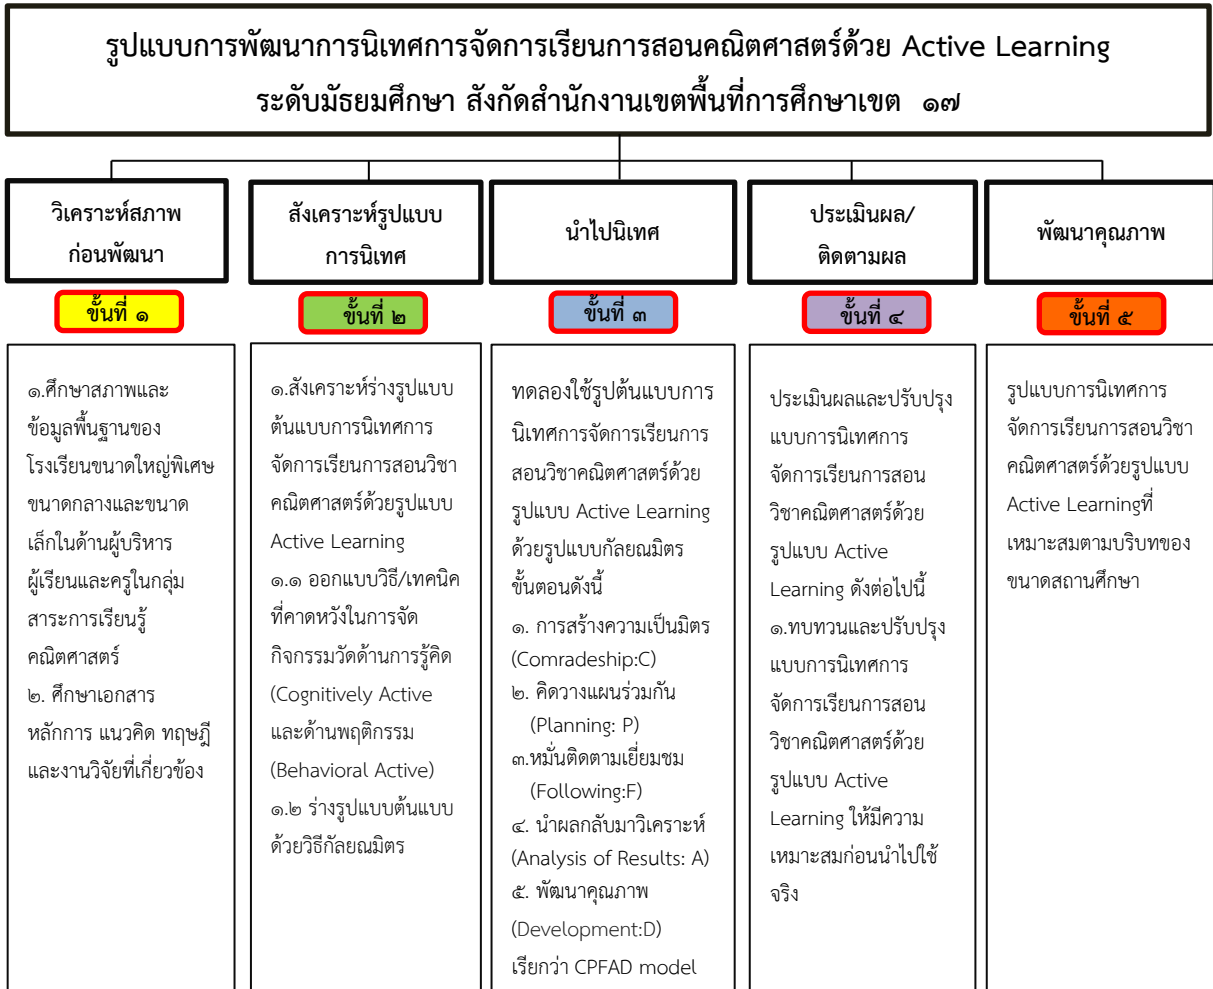 รูปแบบการพัฒนาการนิเทศการจัดการเรียนการสอนคณิตศาสตร์ด้วย Active Learning
ระดับมัธยมศึกษา สังกัดสำนักงานเขตพื้นที่การศึกษาเขต ๑๗
วิเคราะห์สภาพ
ก่อนพัฒนา
ขั้นที่ ๑
๑.ศึกษาสภาพและ
ข้อมูลพื้นฐานของ
โรงเรียนขนาดใหญ่พิเศษ
ขนาดกลางและขนาด
เล็กในด้านผู้บริหาร
ผู้เรียนและครูในกลุ่ม
สาระการเรียนรู้
คณิตศาสตร์
๒. ศึกษาเอกสาร
หลักการ แนวคิด ทฤษฎี
และงานวิจัยที่เกี่ยวข้อง
สังเคราะห์รูปแบบ
การนิเทศ
ขั้นที่ ๒
๑.สังเคราะห์ร่างรูปแบบ
ต้นแบบการนิเทศการ
จัดการเรียนการสอนวิชา
คณิตศาสตร์ด้วยรูปแบบ
Active Learning
๑.๑ ออกแบบวิธี/เทคนิค
ที่คาดหวังในการจัด
กิจกรรมวัดด้านการรู้คิด
(Cognitively Active
และด้านพฤติกรรม
(Behavioral Active)
๑.๒ ร่างรูปแบบต้นแบบ
ด้วยวิธีกัลยณมิตร
นำไปนิเทศ
ขั้นที่ ๓
ทดลองใช้รูปต้นแบบการ
นิเทศการจัดการเรียนการ
สอนวิชาคณิตศาสตร์ด้วย
รูปแบบ Active Learning
ด้วยรูปแบบกัลยณมิตร
ขั้นตอนดังนี้
๑. การสร้างความเป็นมิตร
(Comradeship:C)
๒. คิดวางแผนร่วมกัน
(Planning: P)
๓.หมั่นติดตามเยี่ยมชม
(Following:F)
๔. นำผลกลับมาวิเคราะห์
(Analysis of Results: A)
๕. พัฒนาคุณภาพ
(Development:D)
เรียกว่า CPFAD model
ประเมินผล/
ติดตามผล
ขั้นที่ ๔
ประเมินผลและปรับปรุง
แบบการนิเทศการ
จัดการเรียนการสอน
วิชาคณิตศาสตร์ด้วย
รูปแบบ Active
Learning ดังต่อไปนี้
๑.ทบทวนและปรับปรุง
แบบการนิเทศการ
จัดการเรียนการสอน
วิชาคณิตศาสตร์ด้วย
รูปแบบ Active
Learning ให้มีความ
เหมาะสมก่อนนำไปใช้
จริง
พัฒนาคุณภาพ
ขั้นที่ ๕
รูปแบบการนิเทศการ
จัดการเรียนการสอนวิชา
คณิตศาสตร์ด้วยรูปแบบ
Active Learningที่
เหมาะสมตามบริบทของ
ขนาดสถานศึกษา